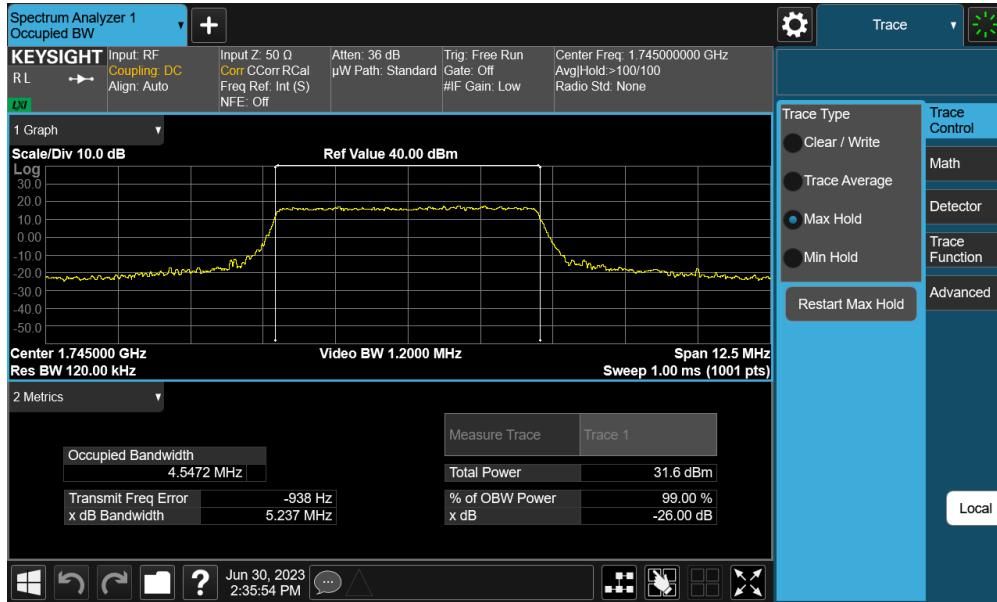 Spectrum Analyzer 1
Occupied BW
+
Trace
KEYSIGHT
R L
LXI
Input: RF
Coupling: DC
Align: Auto
Input Z: 50 Ω
Corr CCorr RCal
Freq Ref: Int (S)
NFE: Off
Atten: 36 dB
µW Path: Standard
Trig: Free Run
Gate: Off
#IF Gain: Low
Center Freq: 1.745000000 GHz
Avg|Hold:>100/100
Radio Std: None
1 Graph
Scale/Div 10.0 dB
Ref Value 40.00 dBm
Log
30.0
20.0
10.0
0.00
-10.0
-20.0
-30.0
-40.0
-50.0
Center 1.745000 GHz
Video BW 1.2000 MHz
Span 12.5 MHz
Res BW 120.00 kHz
Sweep 1.00 ms (1001 pts)
2 Metrics
Measure Trace
Trace 1
Occupied Bandwidth
4.5472 MHz
Total Power
31.6 dBm
Transmit Freq Error
-938 Hz
% of OBW Power
99.00 %
x dB Bandwidth
5.237 MHz
x dB
-26.00 dB
Trace Type
Clear / Write
Trace Average
Max Hold
Min Hold
Restart Max Hold
Trace
Control
Math
Detector
Trace
Function
Advanced
Local
?
Jun 30, 2023
2:35:54 PM